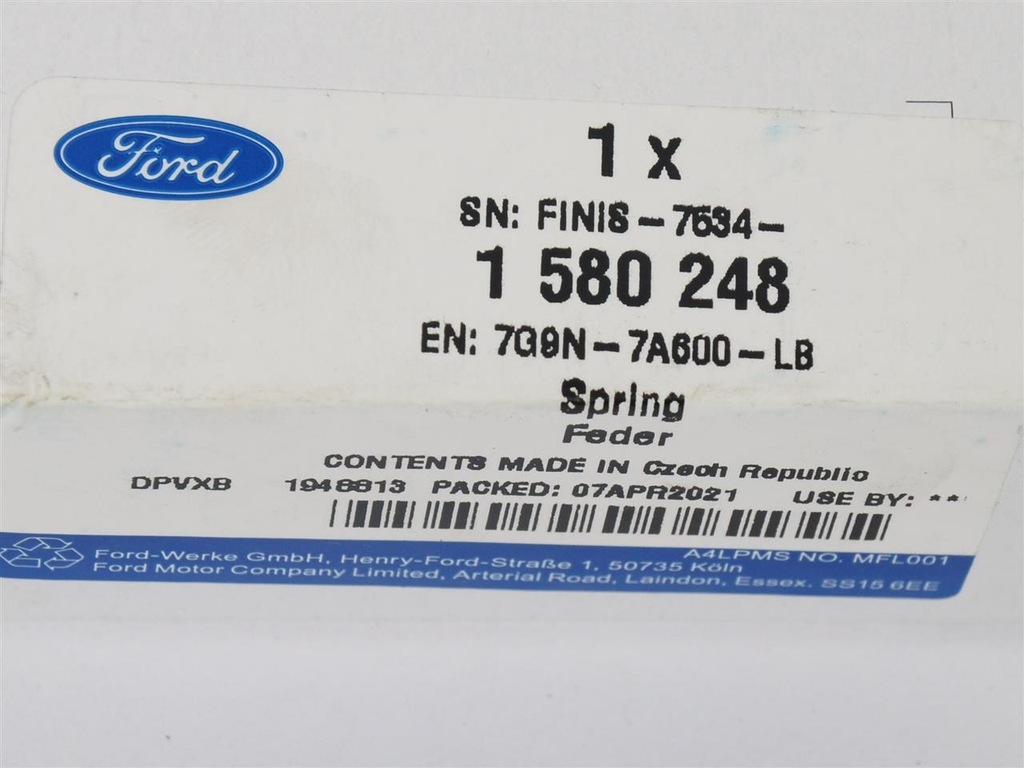 Ford
1 x
SN: FINIS-7534-
1 580 248
EN: 7G9N-7A600-LB
Spring
Feder
CONTENTS MADE IN Czech Republic
DPVXB 1948813 PACKED: 07APR2021 USE BY: **
A4LPMS NO. MFL001
Ford-Werke GmbH, Henry-Ford-Straße 1, 50735 Köln
Ford Motor Company Limited, Arterial Road, Laindon, Essex. SS15 6EE